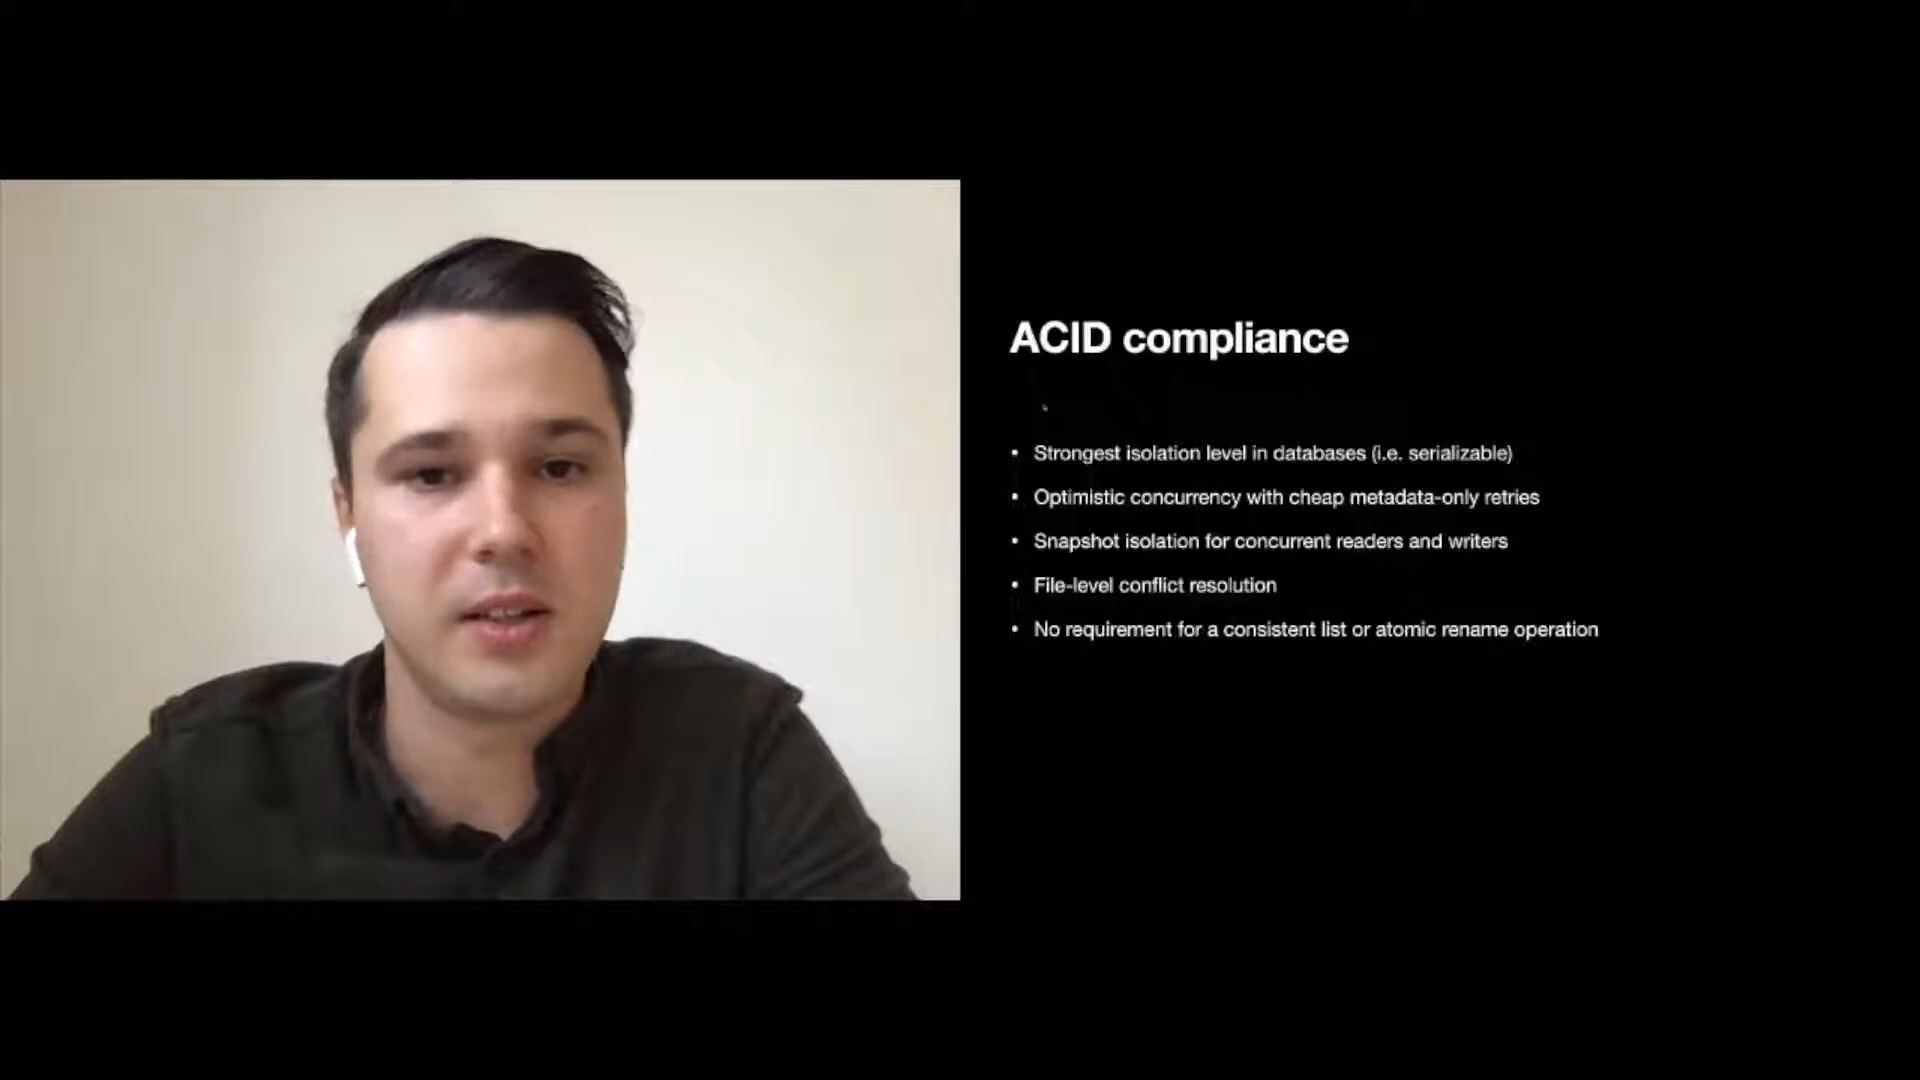 ACID compliance
• Strongest isolation level in databases (i.e. serializable)
• Optimistic concurrency with cheap metadata-only retries
• Snapshot isolation for concurrent readers and writers
• File-level conflict resolution
• No requirement for a consistent list or atomic rename operation